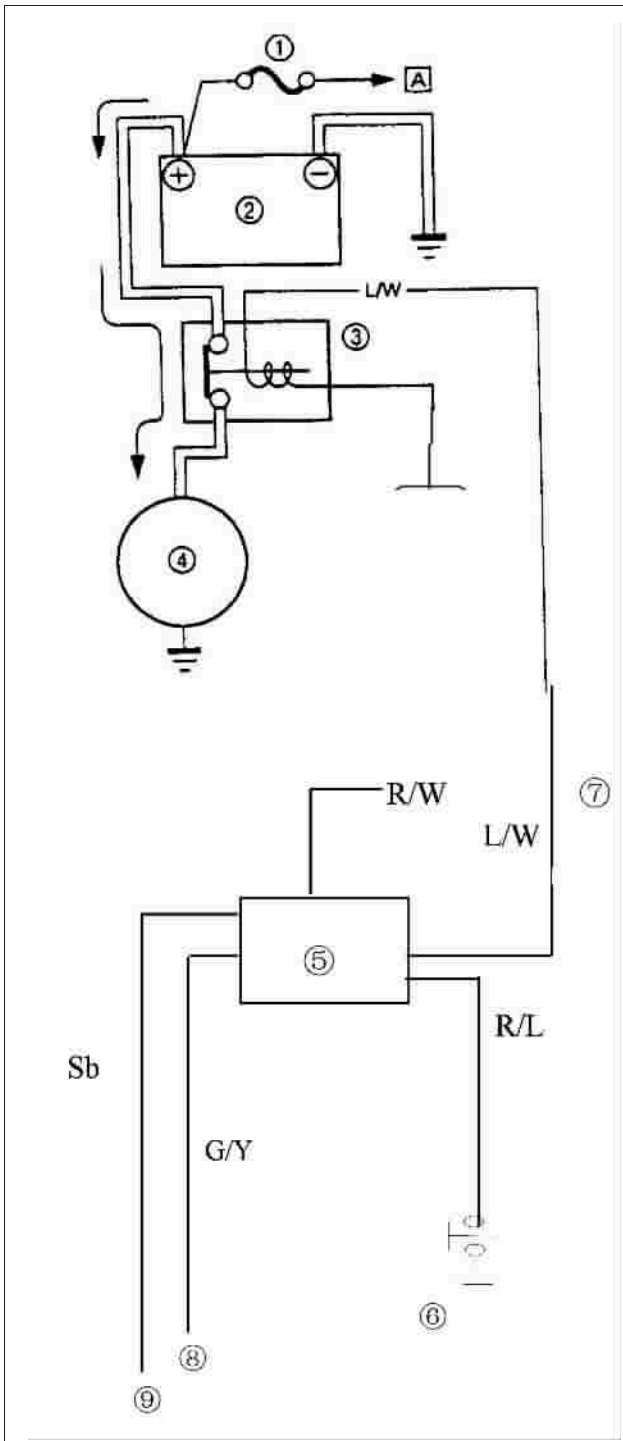 ①
A
+
−
②
L/W
③
④
R/W
⑦
L/W
⑤
R/L
Sb
G/Y
⑥
⑧
⑨